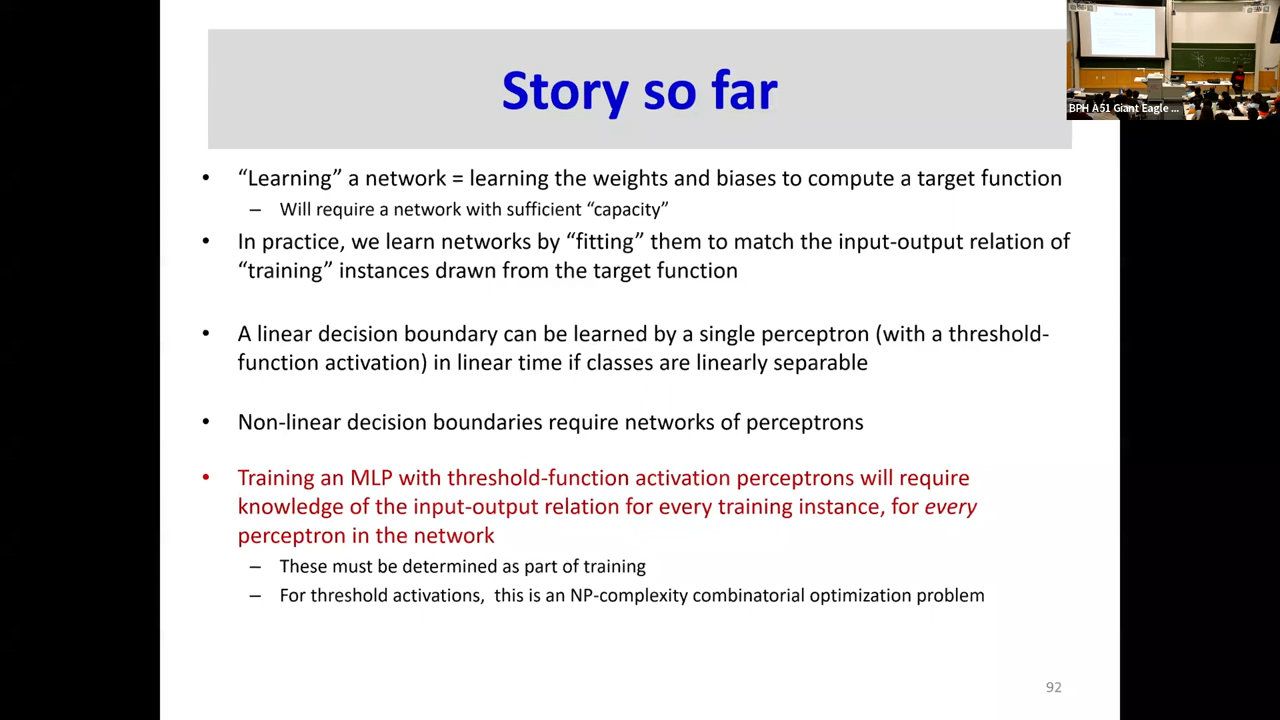 Story so far
BPH A51 Giant Eagle ...
• “Learning” a network = learning the weights and biases to compute a target function
– Will require a network with sufficient “capacity”
• In practice, we learn networks by “fitting” them to match the input-output relation of
“training” instances drawn from the target function
• A linear decision boundary can be learned by a single perceptron (with a threshold-
function activation) in linear time if classes are linearly separable
• Non-linear decision boundaries require networks of perceptrons
• Training an MLP with threshold-function activation perceptrons will require
knowledge of the input-output relation for every training instance, for every
perceptron in the network
– These must be determined as part of training
– For threshold activations,  this is an NP-complexity combinatorial optimization problem
92